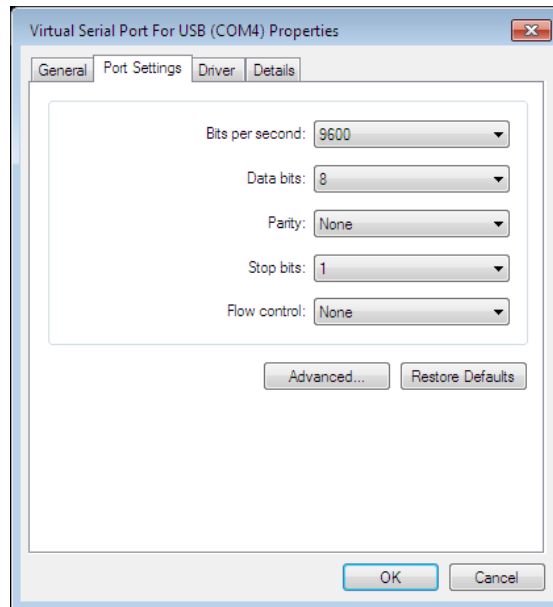 Virtual Serial Port For USB (COM4) Properties
General Port Settings Driver Details
Bits per second: 9600
Data bits: 8
Parity: None
Stop bits: 1
Flow control: None
Advanced... Restore Defaults
OK Cancel